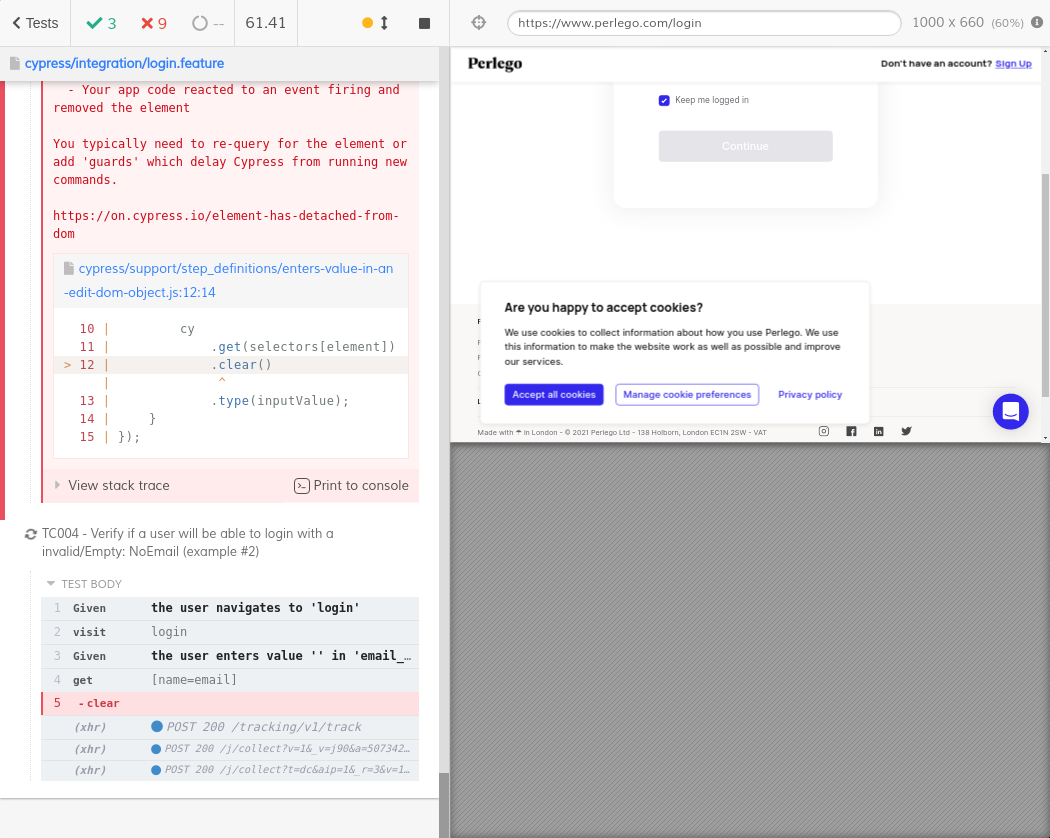 Tests
3
9
--
61.41
https://www.perlego.com/login
1000 x 660 (60%)
cypress/integration/login.feature
- Your app code reacted to an event firing and
removed the element
You typically need to re-query for the element or
add 'guards' which delay Cypress from running new
commands.
https://on.cypress.io/element-has-detached-from-
dom
cypress/support/step_definitions/enters-value-in-an
-edit-dom-object.js:12:14
10 | cy
11 | .get(selectors[element])
> 12 | .clear()
| ^
13 | .type(inputValue);
14 | }
15 | });
View stack trace
Print to console
TC004 - Verify if a user will be able to login with a
invalid/Empty: NoEmail (example #2)
TEST BODY
1 Given the user navigates to 'login'
2 visit login
3 Given the user enters value '' in 'email_…
4 get [name=email]
5 - clear
(xhr) POST 200 /tracking/v1/track
(xhr) POST 200 /j/collect?v=1&_v=j90&a=507342…
(xhr) POST 200 /j/collect?t=dc&aip=1&_r=3&v=1…
Perlego
Don't have an account? Sign Up
Keep me logged in
Continue
Are you happy to accept cookies?
We use cookies to collect information about how you use Perlego. We use
this information to make the website work as well as possible and improve
our services.
Accept all cookies
Manage cookie preferences
Privacy policy
Made with ☂ in London - © 2021 Perlego Ltd - 138 Holborn, London EC1N 2SW - VAT